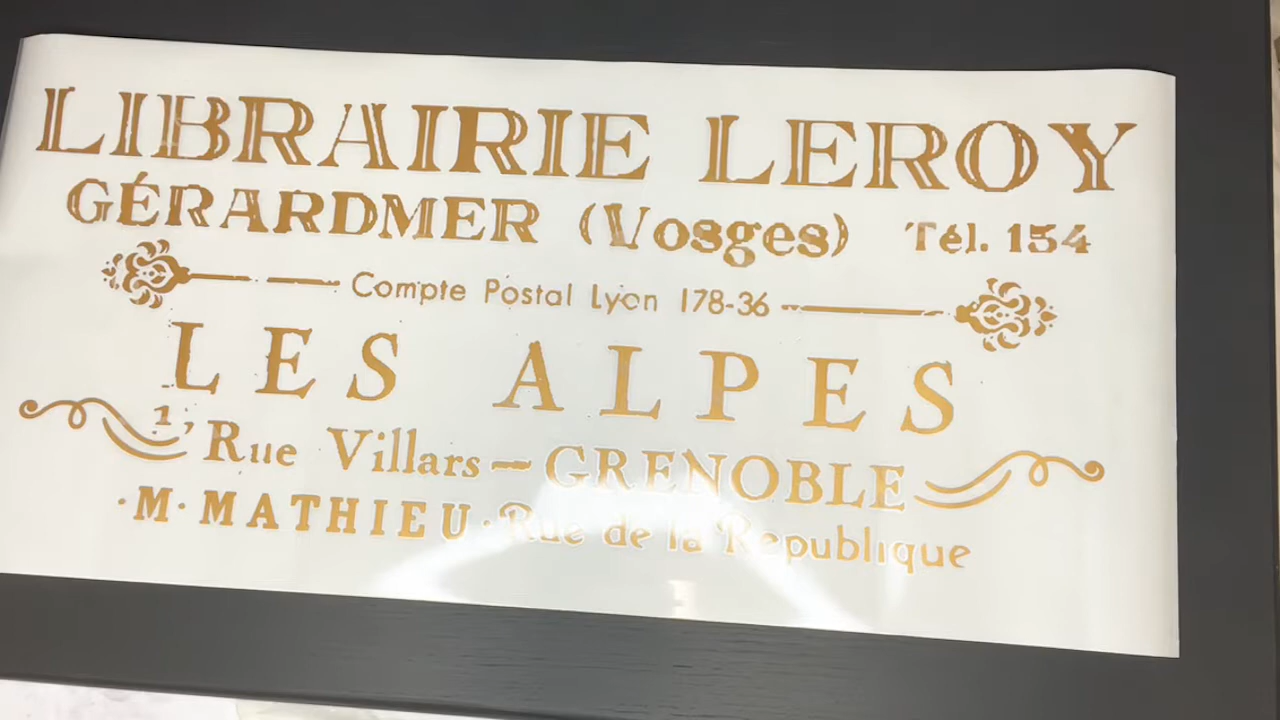 LIBRAIRIE LEROY
GÉRARDMER (Vosges) Tél. 154
Compte Postal Lyon 178-36
LES ALPES
1, Rue Villars - GRENOBLE
·M·MATHIEU· Rue de la Republique